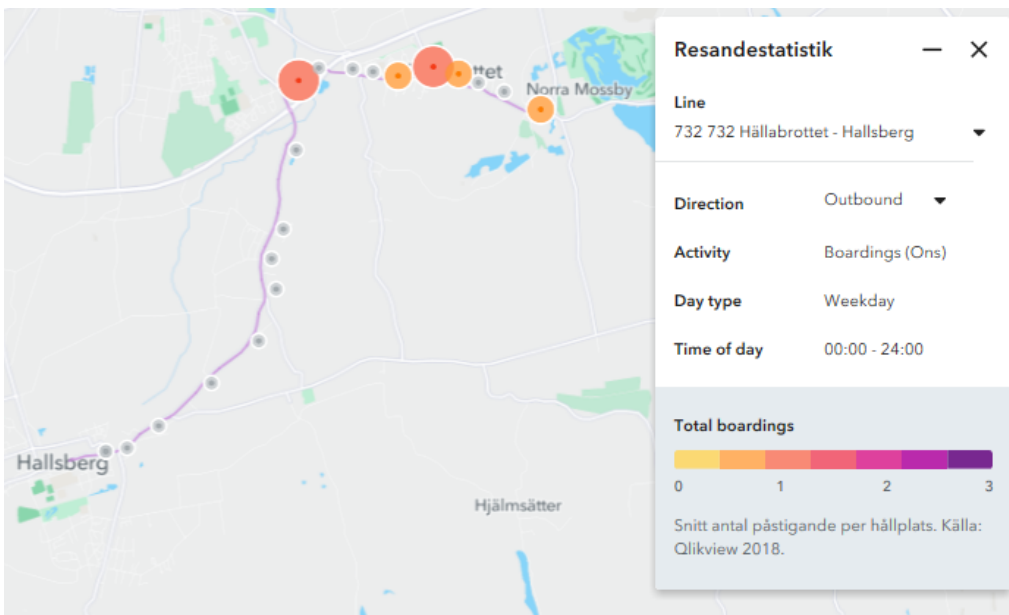 ttet
Norra Mossby
Hallsberg
Hjälmsätter
Resandestatistik
Line
732 732 Hällabrottet - Hallsberg
Direction Outbound
Activity Boardings (Ons)
Day type Weekday
Time of day 00:00 - 24:00
Total boardings
0 1 2 3
Snitt antal påstigande per hållplats. Källa:
Qlikview 2018.